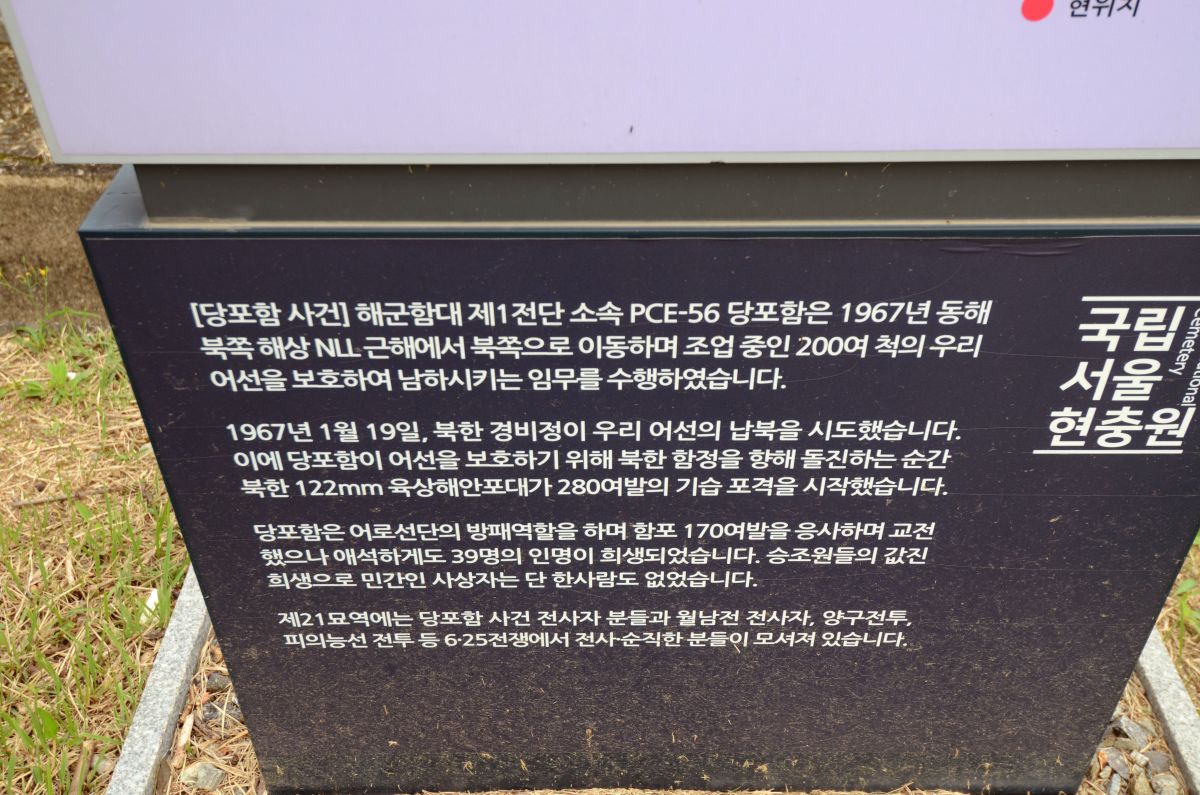 현위치
[당포함 사건] 해군함대 제1전단 소속 PCE-56 당포함은 1967년 동해
북쪽 해상 NLL 근해에서 북쪽으로 이동하며 조업 중인 200여 척의 우리
어선을 보호하여 남하시키는 임무를 수행하였습니다.
1967년 1월 19일, 북한 경비정이 우리 어선의 납북을 시도했습니다.
이에 당포함이 어선을 보호하기 위해 북한 함정을 향해 돌진하는 순간
북한 122mm 육상해안포대가 280여발의 기습 포격을 시작했습니다.
당포함은 어로선단의 방패역할을 하며 함포 170여발을 응사하며 교전
했으나 애석하게도 39명의 인명이 희생되었습니다. 승조원들의 값진
희생으로 민간인 사상자는 단 한사람도 없었습니다.
제21묘역에는 당포함 사건 전사자 분들과 월남전 전사자, 양구전투,
피의능선 전투 등 6·25전쟁에서 전사·순직한 분들이 모셔져 있습니다.
국립
서울
현충원
Cemetery